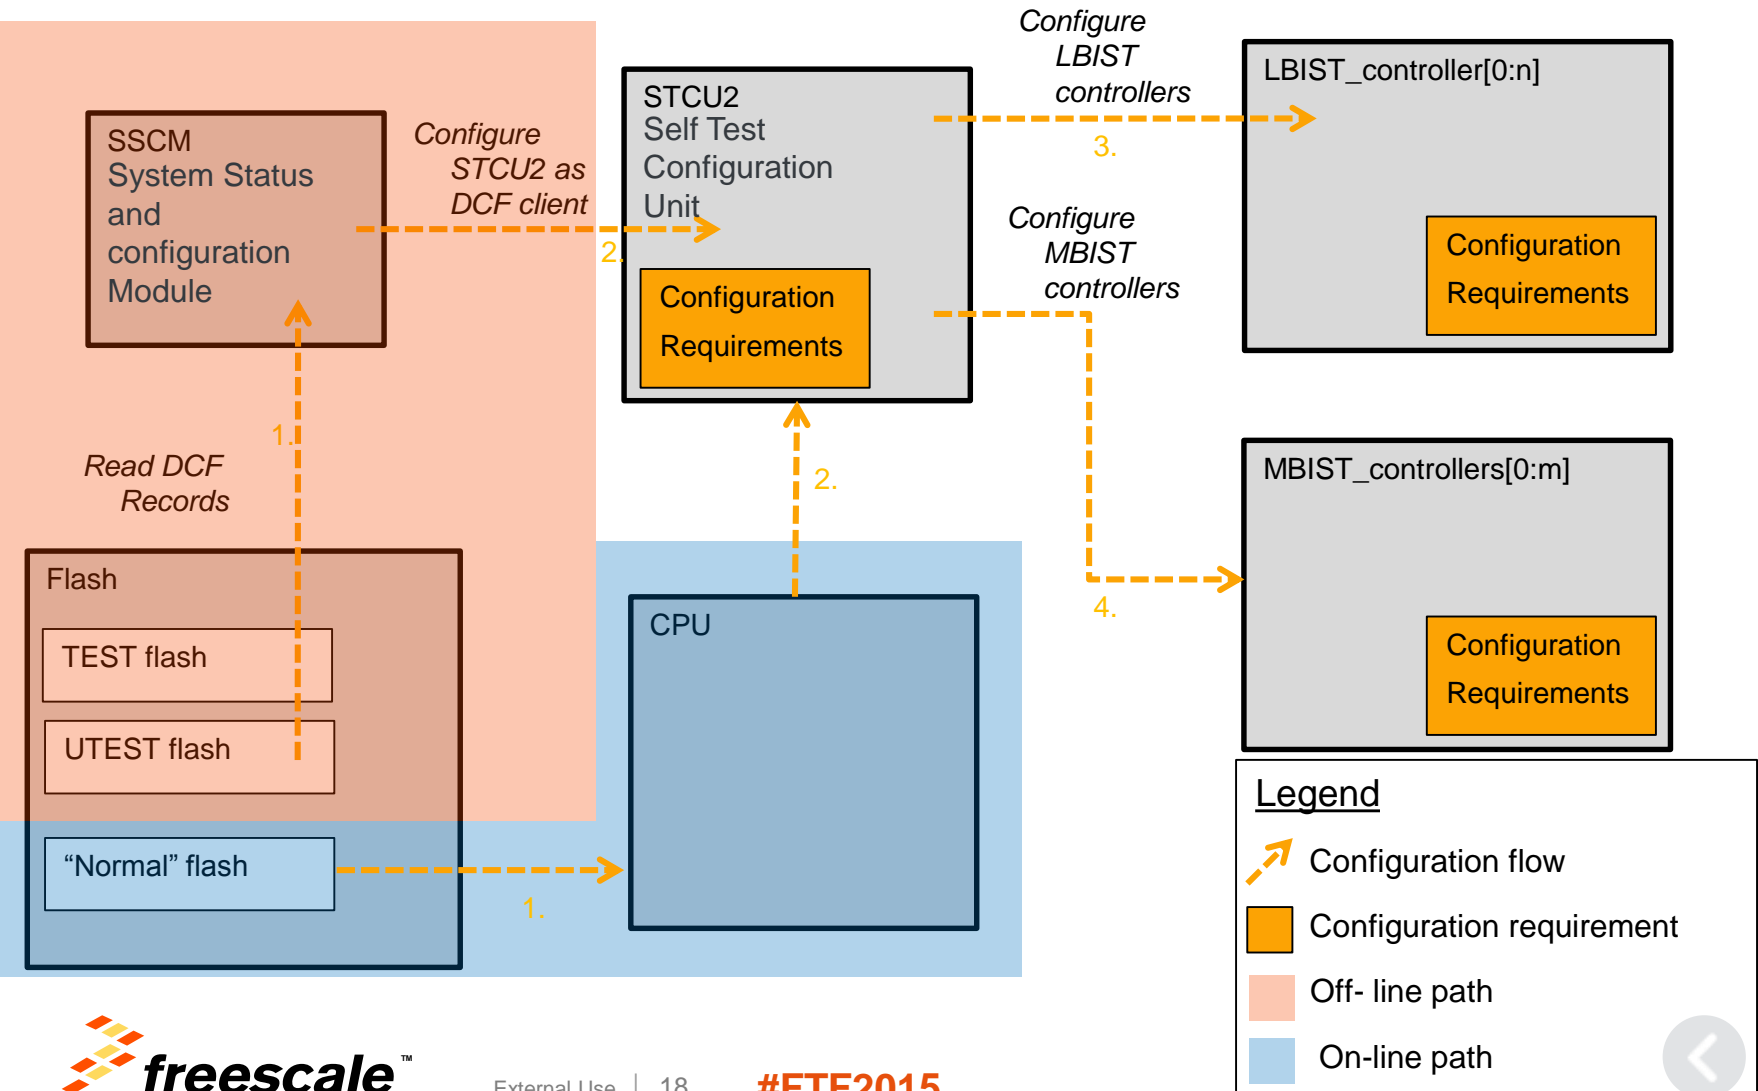 Configure
LBIST
controllers
LBIST_controller[0:n]
STCU2
Self Test
Configuration
Unit
SSCM
System Status
and
configuration
Module
Configure
STCU2 as
DCF client
3.
2.
Configure
MBIST
controllers
Configuration
Requirements
Configuration
Requirements
1.
Read DCF
Records
2.
MBIST_controllers[0:m]
4.
Configuration
Requirements
Flash
TEST flash
UTEST flash
"Normal" flash
1.
CPU
Legend
Configuration flow
Configuration requirement
Off- line path
On-line path
freescale™
External Use | 18
#FTF2015